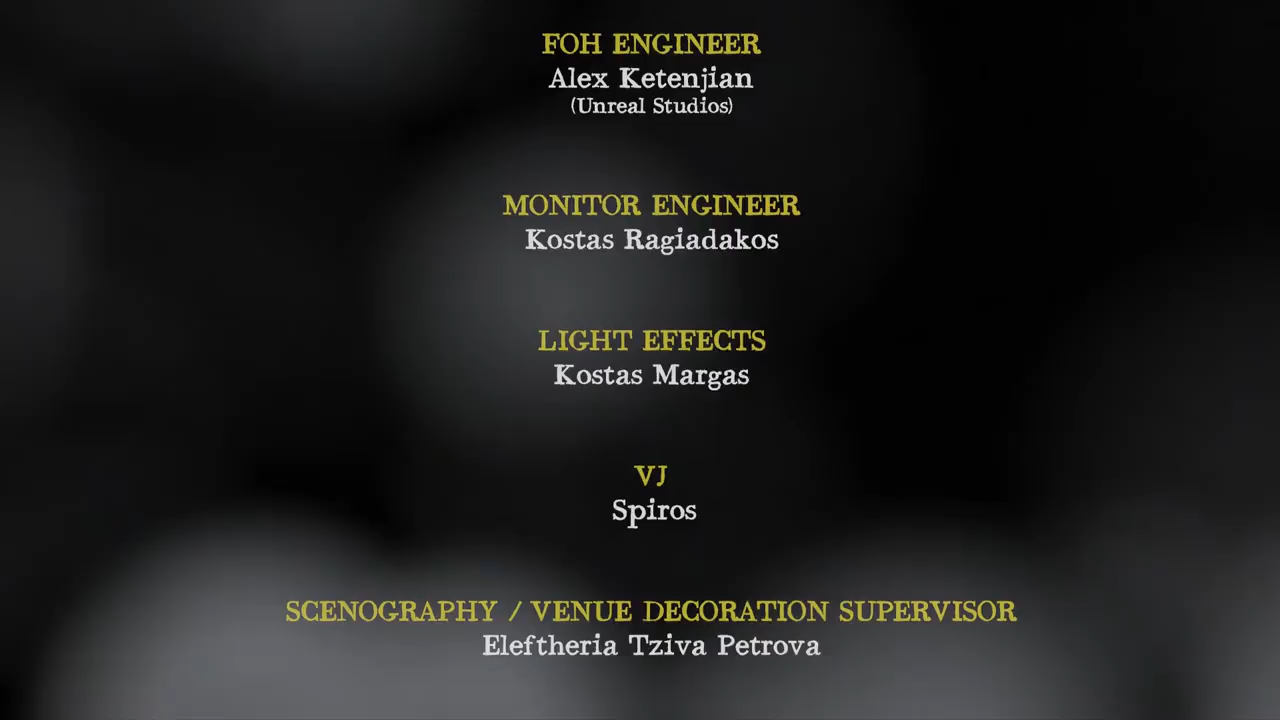 FOH ENGINEER
Alex Ketenjian
(Unreal Studios)
MONITOR ENGINEER
Kostas Ragiadakos
LIGHT EFFECTS
Kostas Margas
VJ
Spiros
SCENOGRAPHY / VENUE DECORATION SUPERVISOR
Eleftheria Tziva Petrova